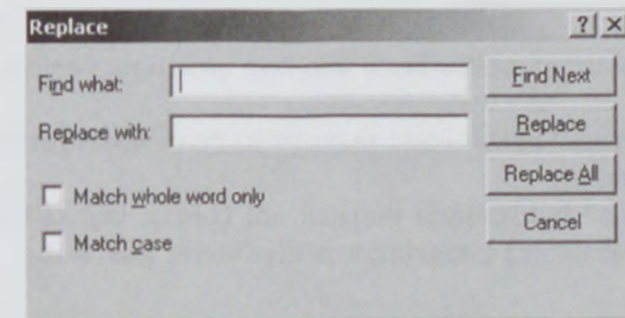 Replace
Find what:
Find Next
Replace with:
Replace
Replace All
Match whole word only
Cancel
Match case